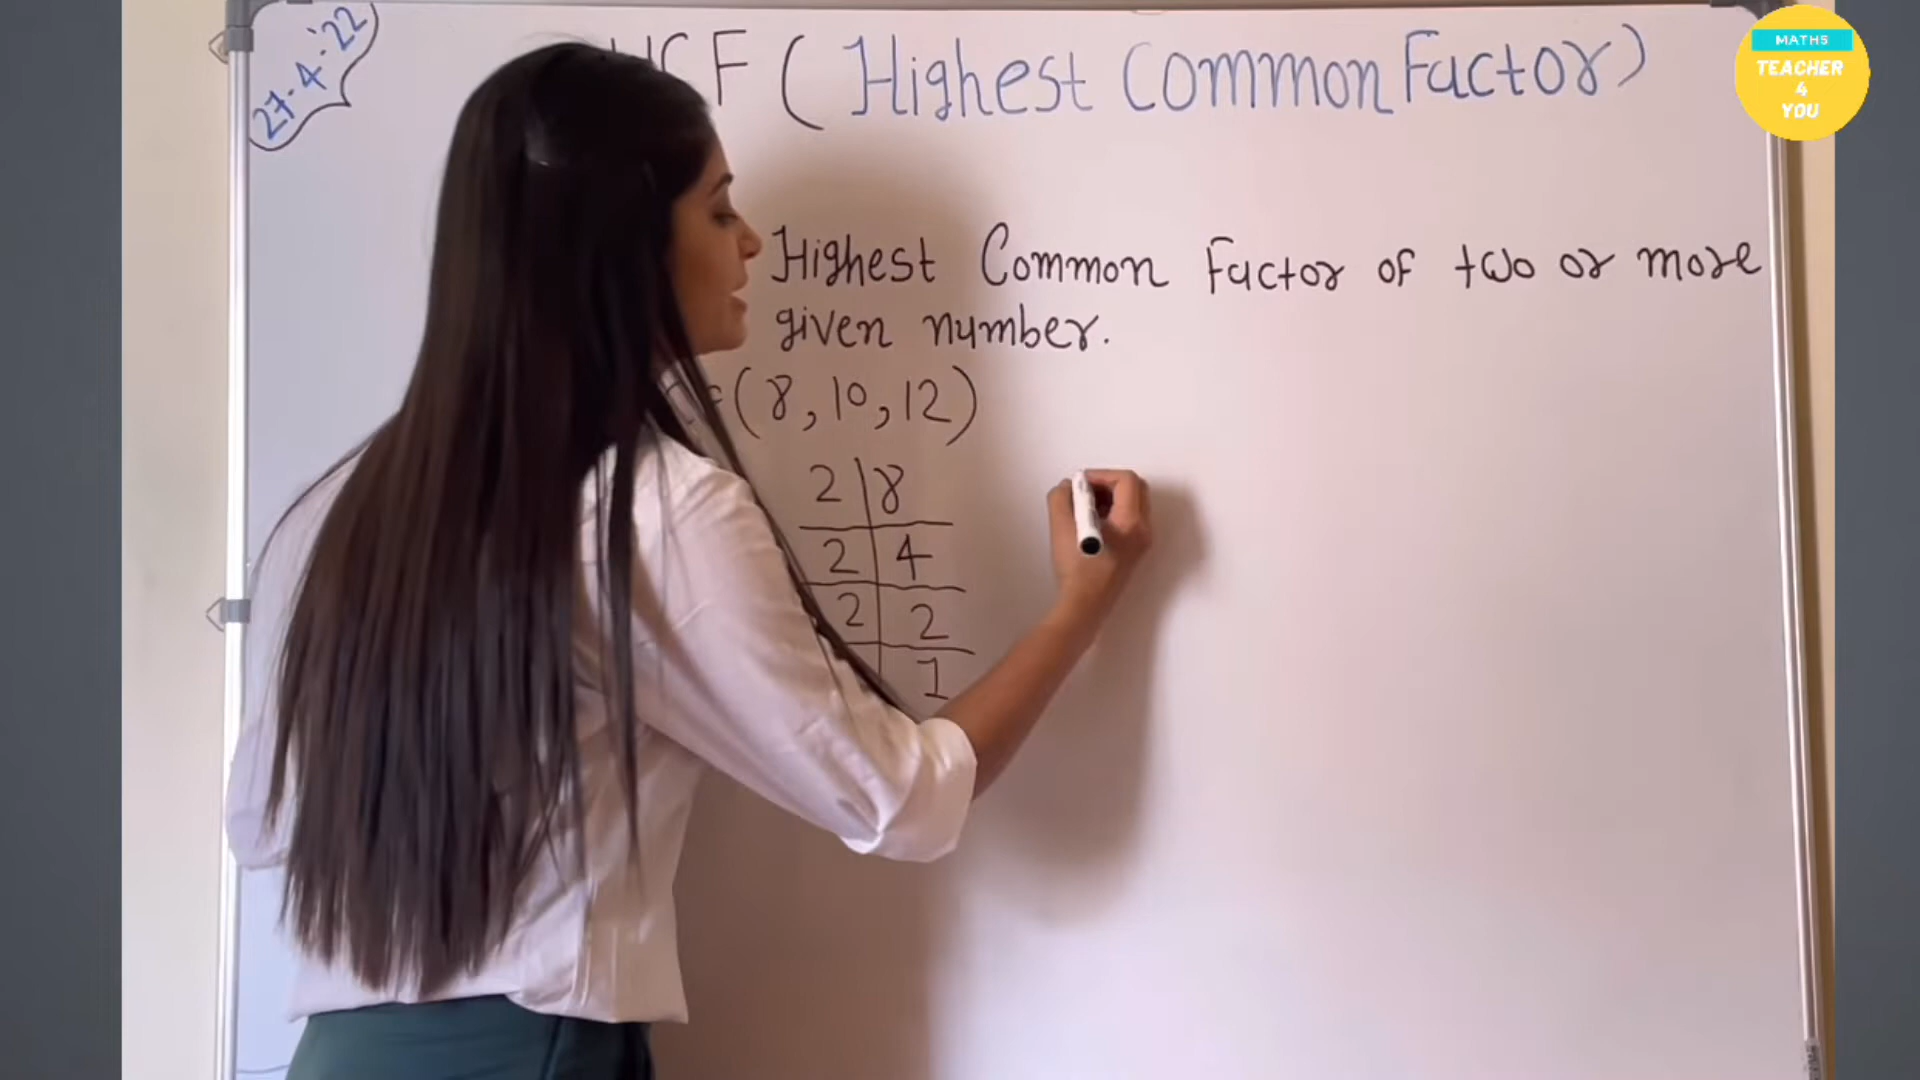 27-4-'22
HCF (Highest Common Factor)
MATHS
TEACHER
4
YOU
Highest Common Factor of two or more
given number.
(8, 10, 12)
2 | 8
2 | 4
2 | 2
1